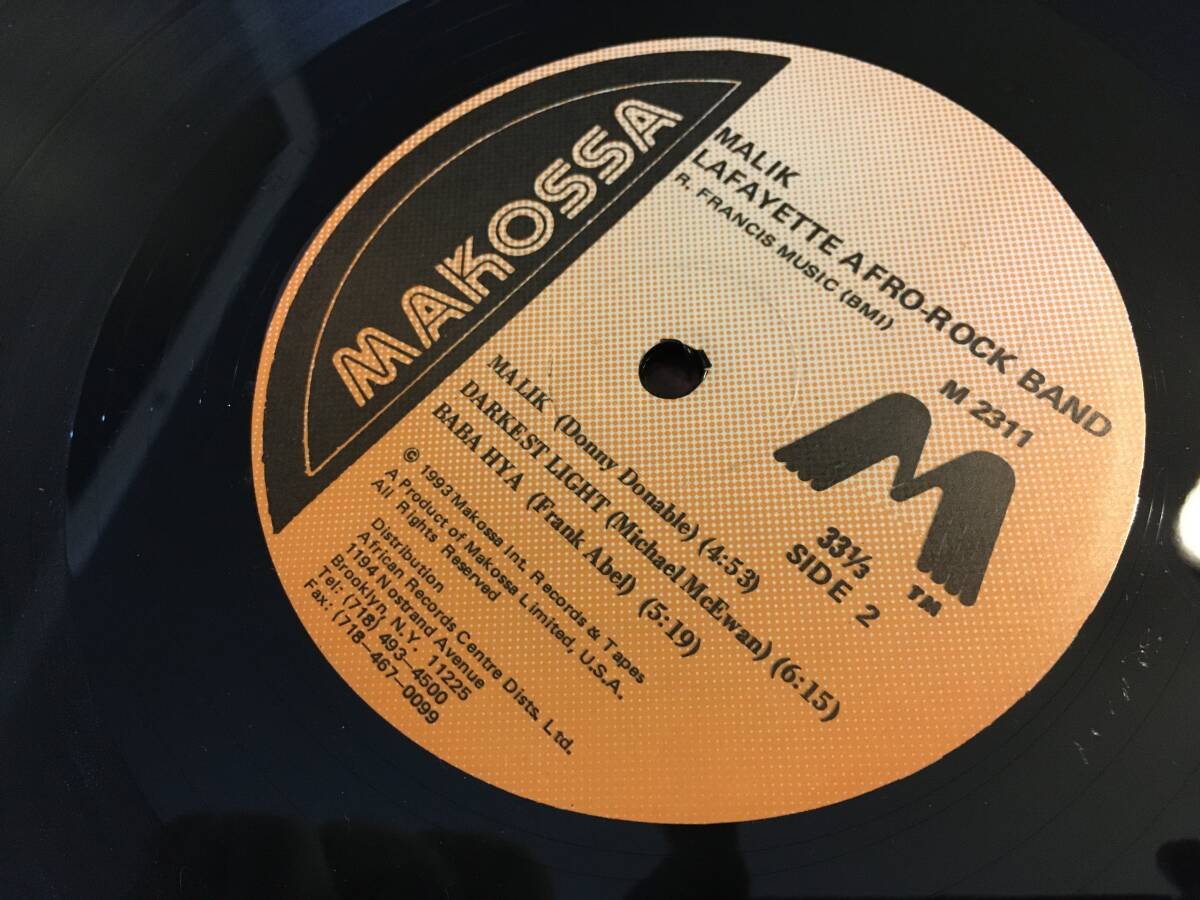 MAKOSSA
MALIK
LAFAYETTE AFRO-ROCK BAND
R. FRANCIS MUSIC (BMI)
M 2311
M
TM
33⅓
SIDE 2
MALIK (Donny Donable) (4:53)
DARKEST LIGHT (Michael McEwan) (6:15)
BABA HYA (Frank Abel) (5:19)
© 1993 Makossa Int. Records & Tapes
A Product of Makossa Limited, U.S.A.
All Rights Reserved
Distribution
African Records Centre Dists. Ltd.
1194 Nostrand Avenue
Brooklyn, N.Y. 11225
Tel: (718) 493-4500
Fax: (718-467-0099